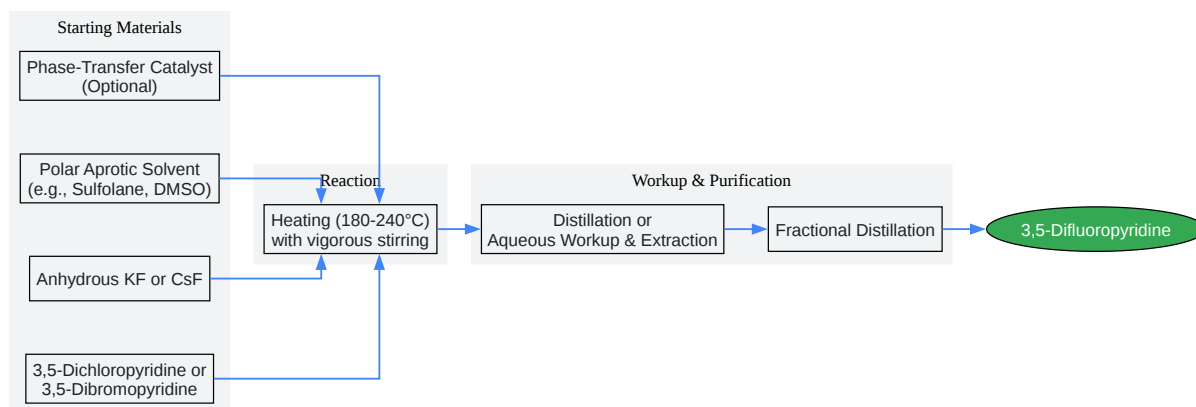 Starting Materials
Phase-Transfer Catalyst
(Optional)
Polar Aprotic Solvent
(e.g., Sulfolane, DMSO)
Anhydrous KF or CsF
3,5-Dichloropyridine or
3,5-Dibromopyridine
Reaction
Heating (180-240°C)
with vigorous stirring
Workup & Purification
Distillation or
Aqueous Workup & Extraction
Fractional Distillation
3,5-Difluoropyridine